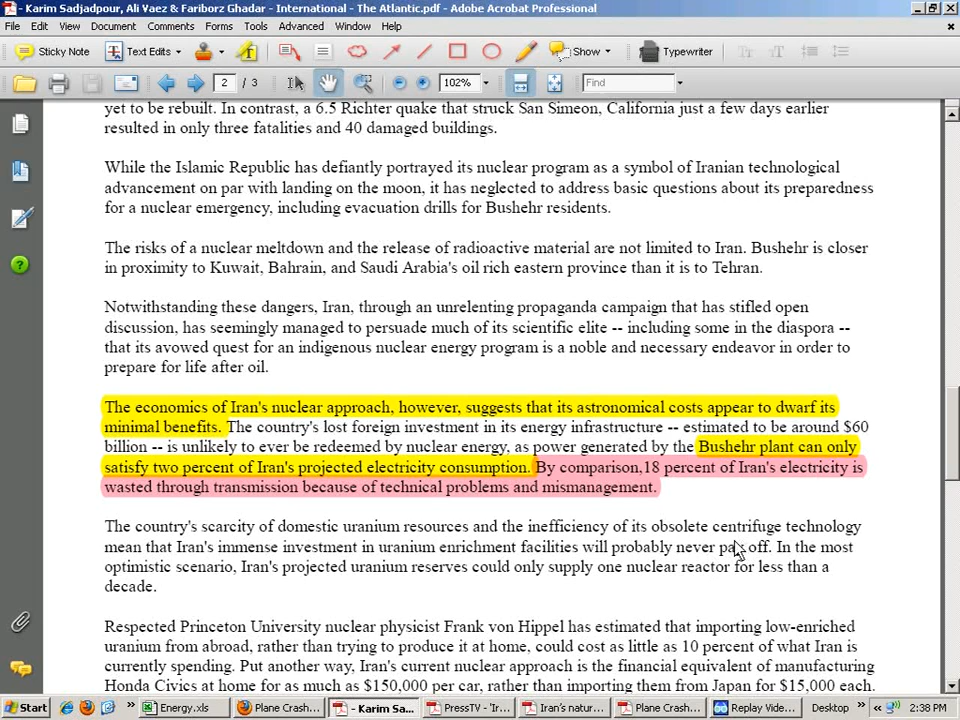 - Karim Sadjadpour, Ali Vaez & Fariborz Ghadar - International - The Atlantic.pdf - Adobe Acrobat Professional
File Edit View Document Comments Forms Tools Advanced Window Help
Sticky Note Text Edits Show Typewriter Tr Tr
2 / 3 102% Find
yet to be rebuilt. In contrast, a 6.5 Richter quake that struck San Simeon, California just a few days earlier
resulted in only three fatalities and 40 damaged buildings.
While the Islamic Republic has defiantly portrayed its nuclear program as a symbol of Iranian technological
advancement on par with landing on the moon, it has neglected to address basic questions about its preparedness
for a nuclear emergency, including evacuation drills for Bushehr residents.
The risks of a nuclear meltdown and the release of radioactive material are not limited to Iran. Bushehr is closer
in proximity to Kuwait, Bahrain, and Saudi Arabia's oil rich eastern province than it is to Tehran.
Notwithstanding these dangers, Iran, through an unrelenting propaganda campaign that has stifled open
discussion, has seemingly managed to persuade much of its scientific elite -- including some in the diaspora --
that its avowed quest for an indigenous nuclear energy program is a noble and necessary endeavor in order to
prepare for life after oil.
The economics of Iran's nuclear approach, however, suggests that its astronomical costs appear to dwarf its
minimal benefits. The country's lost foreign investment in its energy infrastructure -- estimated to be around $60
billion -- is unlikely to ever be redeemed by nuclear energy, as power generated by the Bushehr plant can only
satisfy two percent of Iran's projected electricity consumption. By comparison,18 percent of Iran's electricity is
wasted through transmission because of technical problems and mismanagement.
The country's scarcity of domestic uranium resources and the inefficiency of its obsolete centrifuge technology
mean that Iran's immense investment in uranium enrichment facilities will probably never pay off. In the most
optimistic scenario, Iran's projected uranium reserves could only supply one nuclear reactor for less than a
decade.
Respected Princeton University nuclear physicist Frank von Hippel has estimated that importing low-enriched
uranium from abroad, rather than trying to produce it at home, could cost as little as 10 percent of what Iran is
currently spending. Put another way, Iran's current nuclear approach is the financial equivalent of manufacturing
Honda Civics at home for as much as $150,000 per car, rather than importing them from Japan for $15,000 each.
Start Energy.xls Plane Crash... - Karim Sa... PressTV - 'Ir... Iran's natur... Plane Crash... Replay Vide... Desktop 2:38 PM